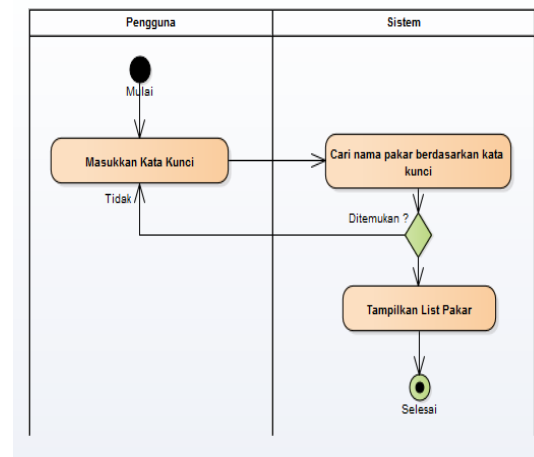 Pengguna
Sistem
Mulai
Masukkan Kata Kunci
Cari nama pakar berdasarkan kata
kunci
Tidak
Ditemukan ?
Tampilkan List Pakar
Selesai